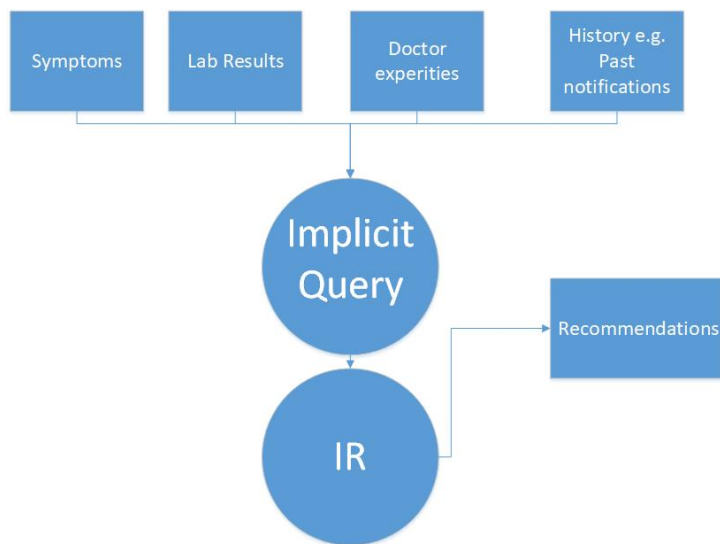 Symptoms
Lab Results
Doctor
experities
History e.g.
Past
notifications
Implicit
Query
Recommendations
IR